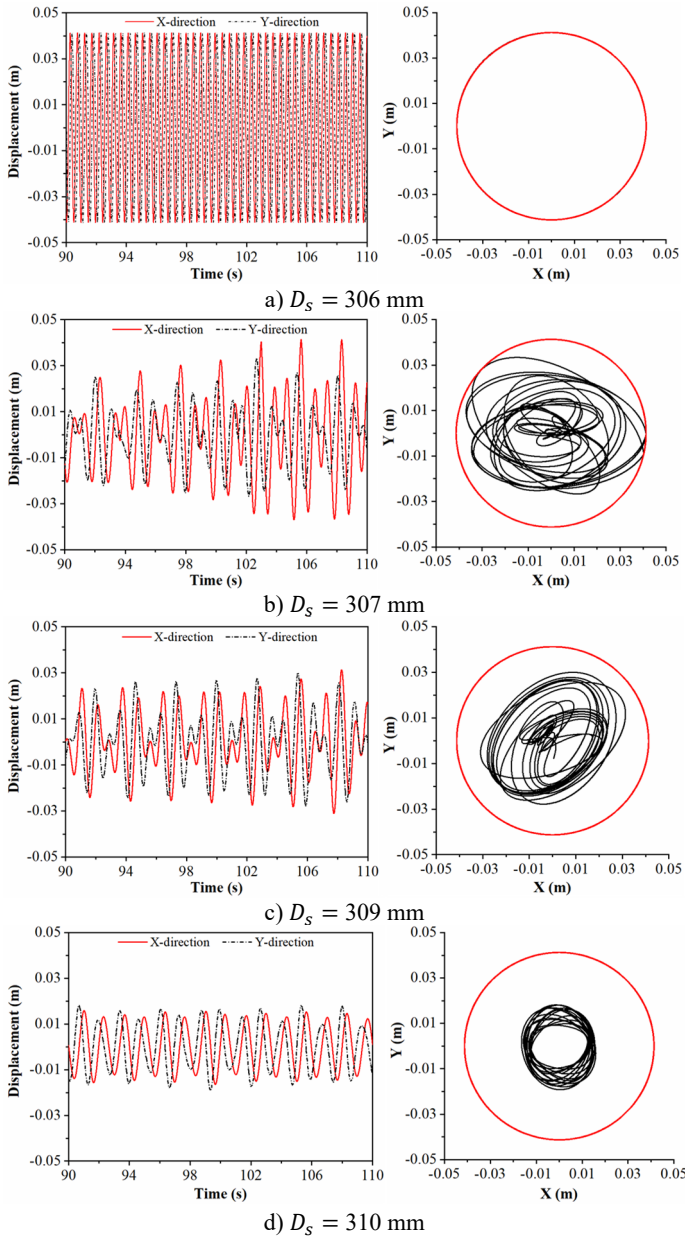 X-direction Y-direction
Displacement (m)
0.05
0.03
0.01
-0.01
-0.03
-0.05
90 94 98 102 106 110
Time (s)
Y (m)
0.05
0.03
0.01
-0.01
-0.03
-0.05
-0.05 -0.03 -0.01 0.01 0.03 0.05
X (m)
a) D_s = 306 mm
X-direction Y-direction
Displacement (m)
0.05
0.03
0.01
-0.01
-0.03
-0.05
90 94 98 102 106 110
Time (s)
Y (m)
0.05
0.03
0.01
-0.01
-0.03
-0.05
-0.05 -0.03 -0.01 0.01 0.03 0.05
X (m)
b) D_s = 307 mm
X-direction Y-direction
Displacement (m)
0.05
0.03
0.01
-0.01
-0.03
-0.05
90 94 98 102 106 110
Time (s)
Y (m)
0.05
0.03
0.01
-0.01
-0.03
-0.05
-0.05 -0.03 -0.01 0.01 0.03 0.05
X (m)
c) D_s = 309 mm
X-direction Y-direction
Displacement (m)
0.05
0.03
0.01
-0.01
-0.03
-0.05
90 94 98 102 106 110
Time (s)
Y (m)
0.05
0.03
0.01
-0.01
-0.03
-0.05
-0.05 -0.03 -0.01 0.01 0.03 0.05
X (m)
d) D_s = 310 mm